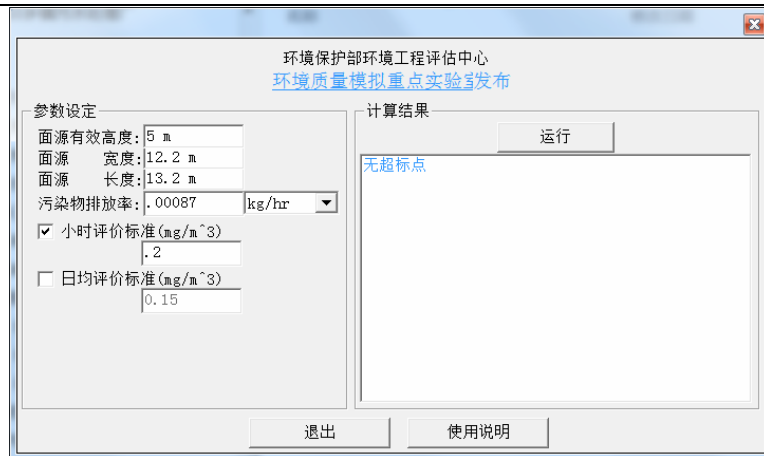 环境保护部环境工程评估中心
环境质量模拟重点实验室发布
参数设定
面源有效高度: 5 m
面源 宽度: 12.2 m
面源 长度: 13.2 m
污染物排放率: .00087 kg/hr
小时评价标准(mg/m^3)
.2
日均评价标准(mg/m^3)
0.15
计算结果
运行
无超标点
退出 使用说明